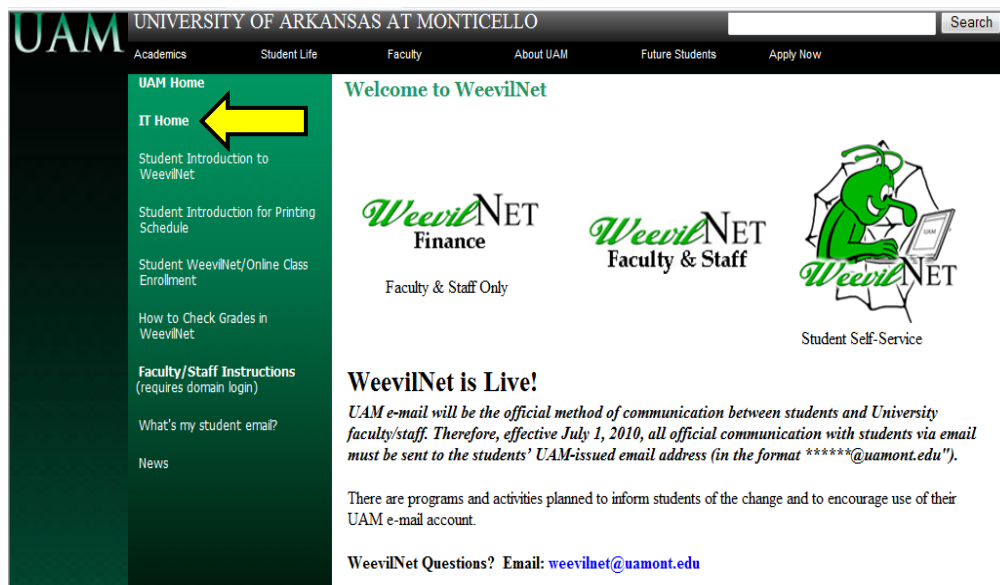 UAM
UNIVERSITY OF ARKANSAS AT MONTICELLO
Search
Academics
Student Life
Faculty
About UAM
Future Students
Apply Now
UAM Home
IT Home
Student Introduction to
WeevilNet
Student Introduction for Printing
Schedule
Student WeevilNet/Online Class
Enrollment
How to Check Grades in
WeevilNet
Faculty/Staff Instructions
(requires domain login)
What's my student email?
News
Welcome to WeevilNet
WeevilNET
Finance
Faculty & Staff Only
WeevilNET
Faculty & Staff
UAM
WeevilNET
Student Self-Service
WeevilNet is Live!
UAM e-mail will be the official method of communication between students and University
faculty/staff. Therefore, effective July 1, 2010, all official communication with students via email
must be sent to the students' UAM-issued email address (in the format ******@uamont.edu").
There are programs and activities planned to inform students of the change and to encourage use of their
UAM e-mail account.
WeevilNet Questions? Email: weevilnet@uamont.edu